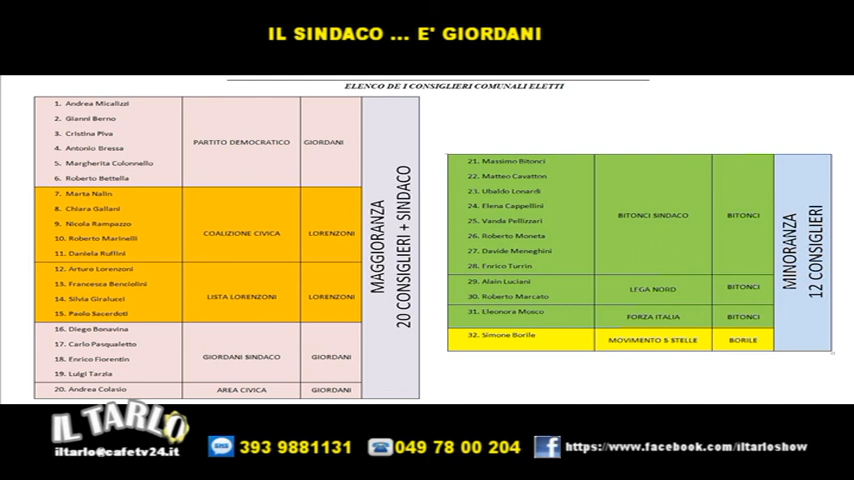 IL SINDACO ... E' GIORDANI
ELENCO DE I CONSIGLIERI COMUNALI ELETTI
1. Andrea Micalizzi
2. Gianni Berno
3. Cristina Piva
4. Antonio Bressa
5. Margherita Colonnello
6. Roberto Bettella
PARTITO DEMOCRATICO
GIORDANI
7. Marta Nalin
8. Chiara Gallani
9. Nicola Rampazzo
10. Roberto Marinelli
11. Daniela Ruffini
COALIZIONE CIVICA
LORENZONI
12. Arturo Lorenzoni
13. Francesca Benciolini
14. Silvia Giralucci
15. Paolo Sacerdoti
LISTA LORENZONI
LORENZONI
16. Diego Bonavina
17. Carlo Pasqualetto
18. Enrico Fiorentin
19. Luigi Tarzia
GIORDANI SINDACO
GIORDANI
20. Andrea Colasio
AREA CIVICA
GIORDANI
MAGGIORANZA
20 CONSIGLIERI + SINDACO
21. Massimo Bitonci
22. Matteo Cavatton
23. Ubaldo Lonardi
24. Elena Cappellini
25. Vanda Pellizzari
26. Roberto Moneta
27. Davide Meneghini
28. Enrico Turrin
BITONCI SINDACO
BITONCI
29. Alain Luciani
30. Roberto Marcato
LEGA NORD
BITONCI
31. Eleonora Mosco
FORZA ITALIA
BITONCI
32. Simone Borile
MOVIMENTO 5 STELLE
BORILE
MINORANZA
12 CONSIGLIERI
IL TARLO
iltarlo@cafetv24.it
SMS 393 9881131
049 78 00 204
f https://www.facebook.com/iltarloshow